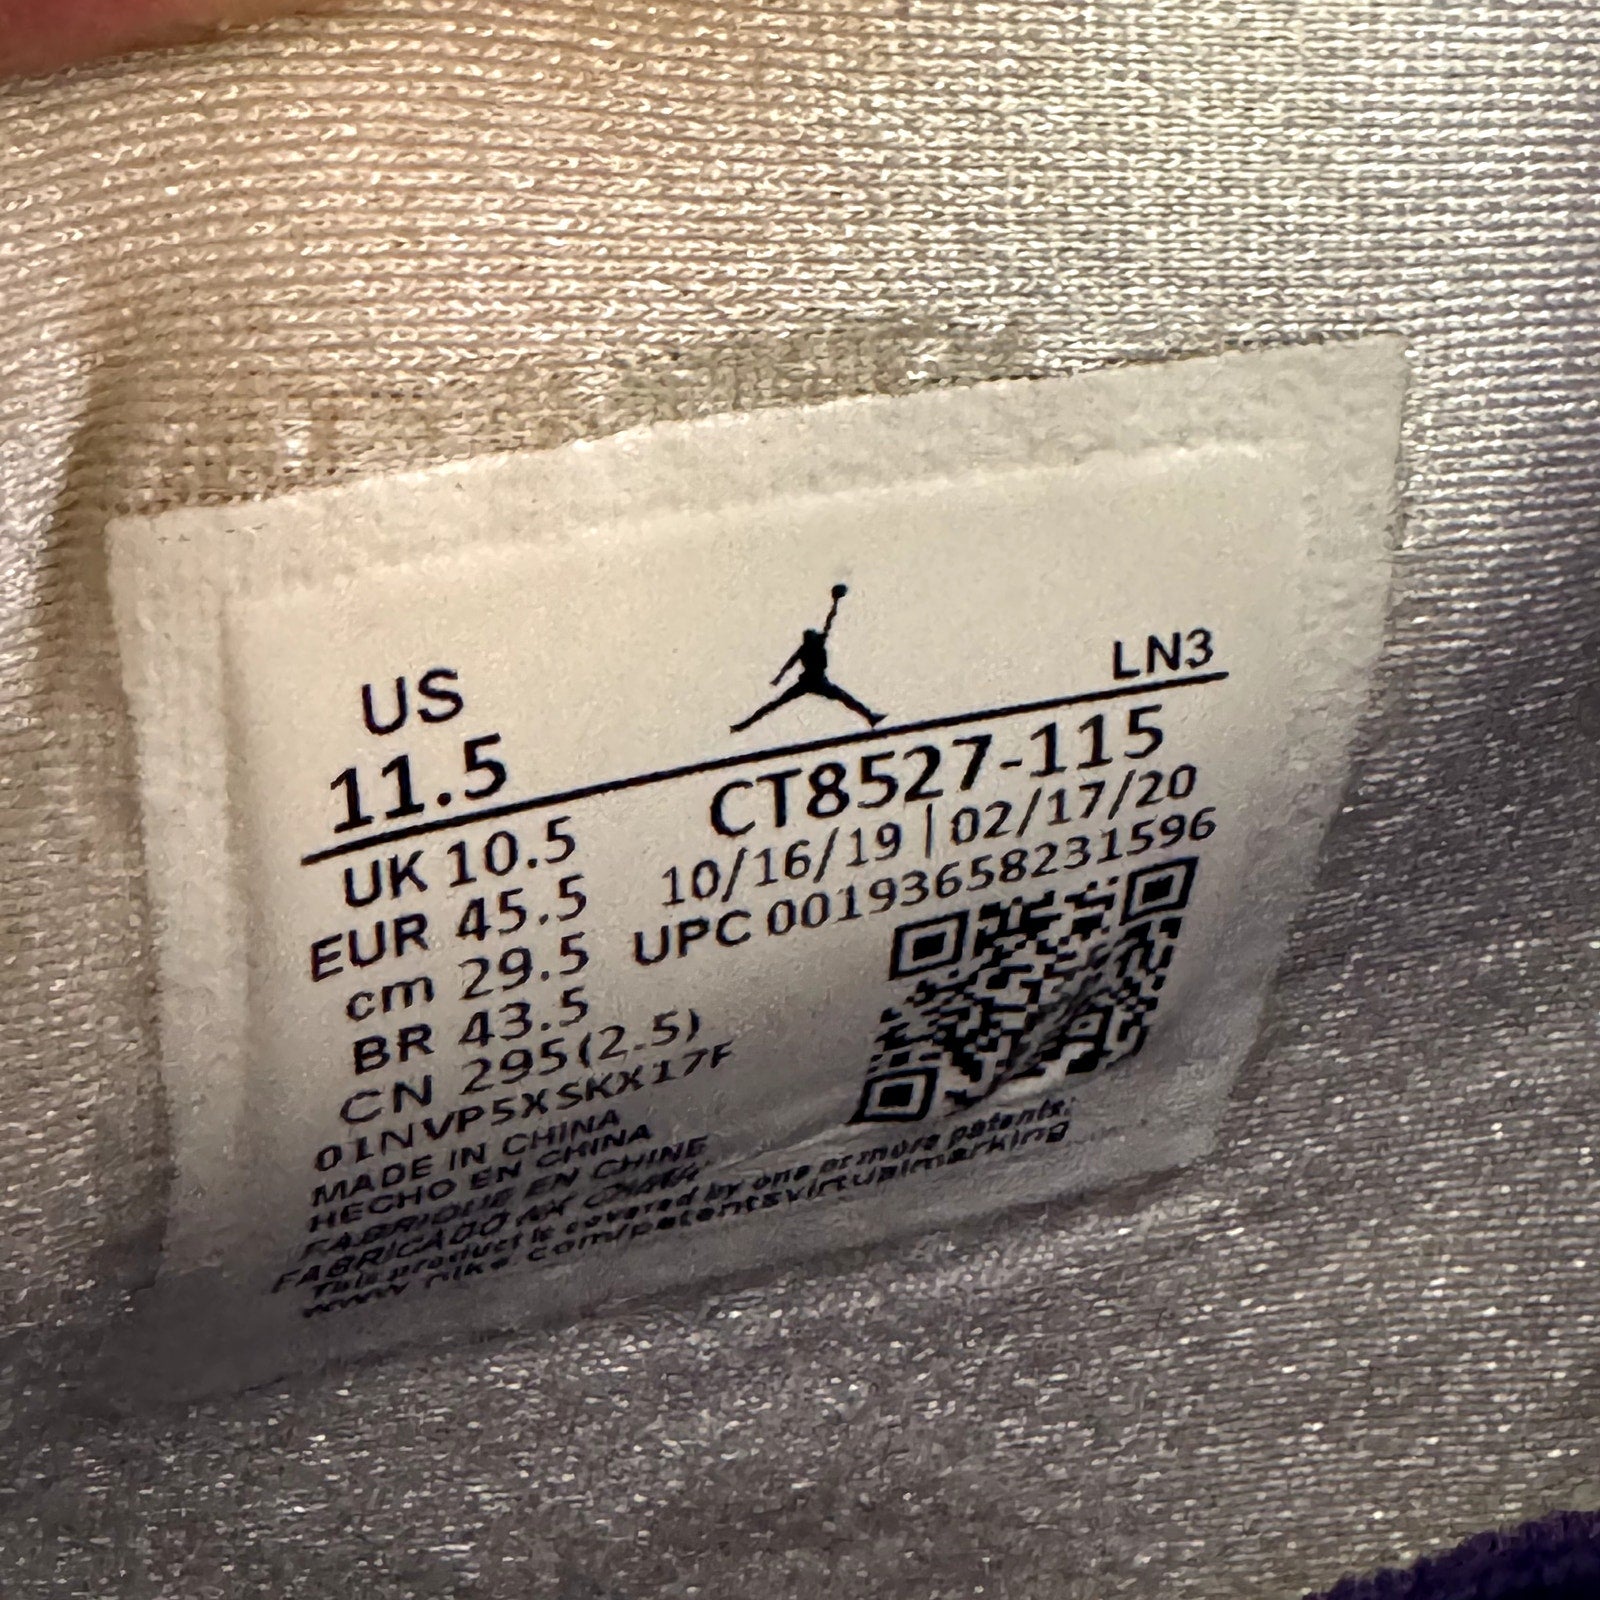 US
11.5
LN3
CT8527-115
10/16/19 | 02/17/20
UPC 00193658231596
UK 10.5
EUR 45.5
cm 29.5
BR 43.5
CN 295(2.5)
01NVP5XSKX17F
MADE IN CHINA
HECHO EN CHINA
FABRIQUE EN CHINE
FABRICADO NA CHINA
This product is covered by one or more patents:
www.nike.com/patentsvirtualmarking